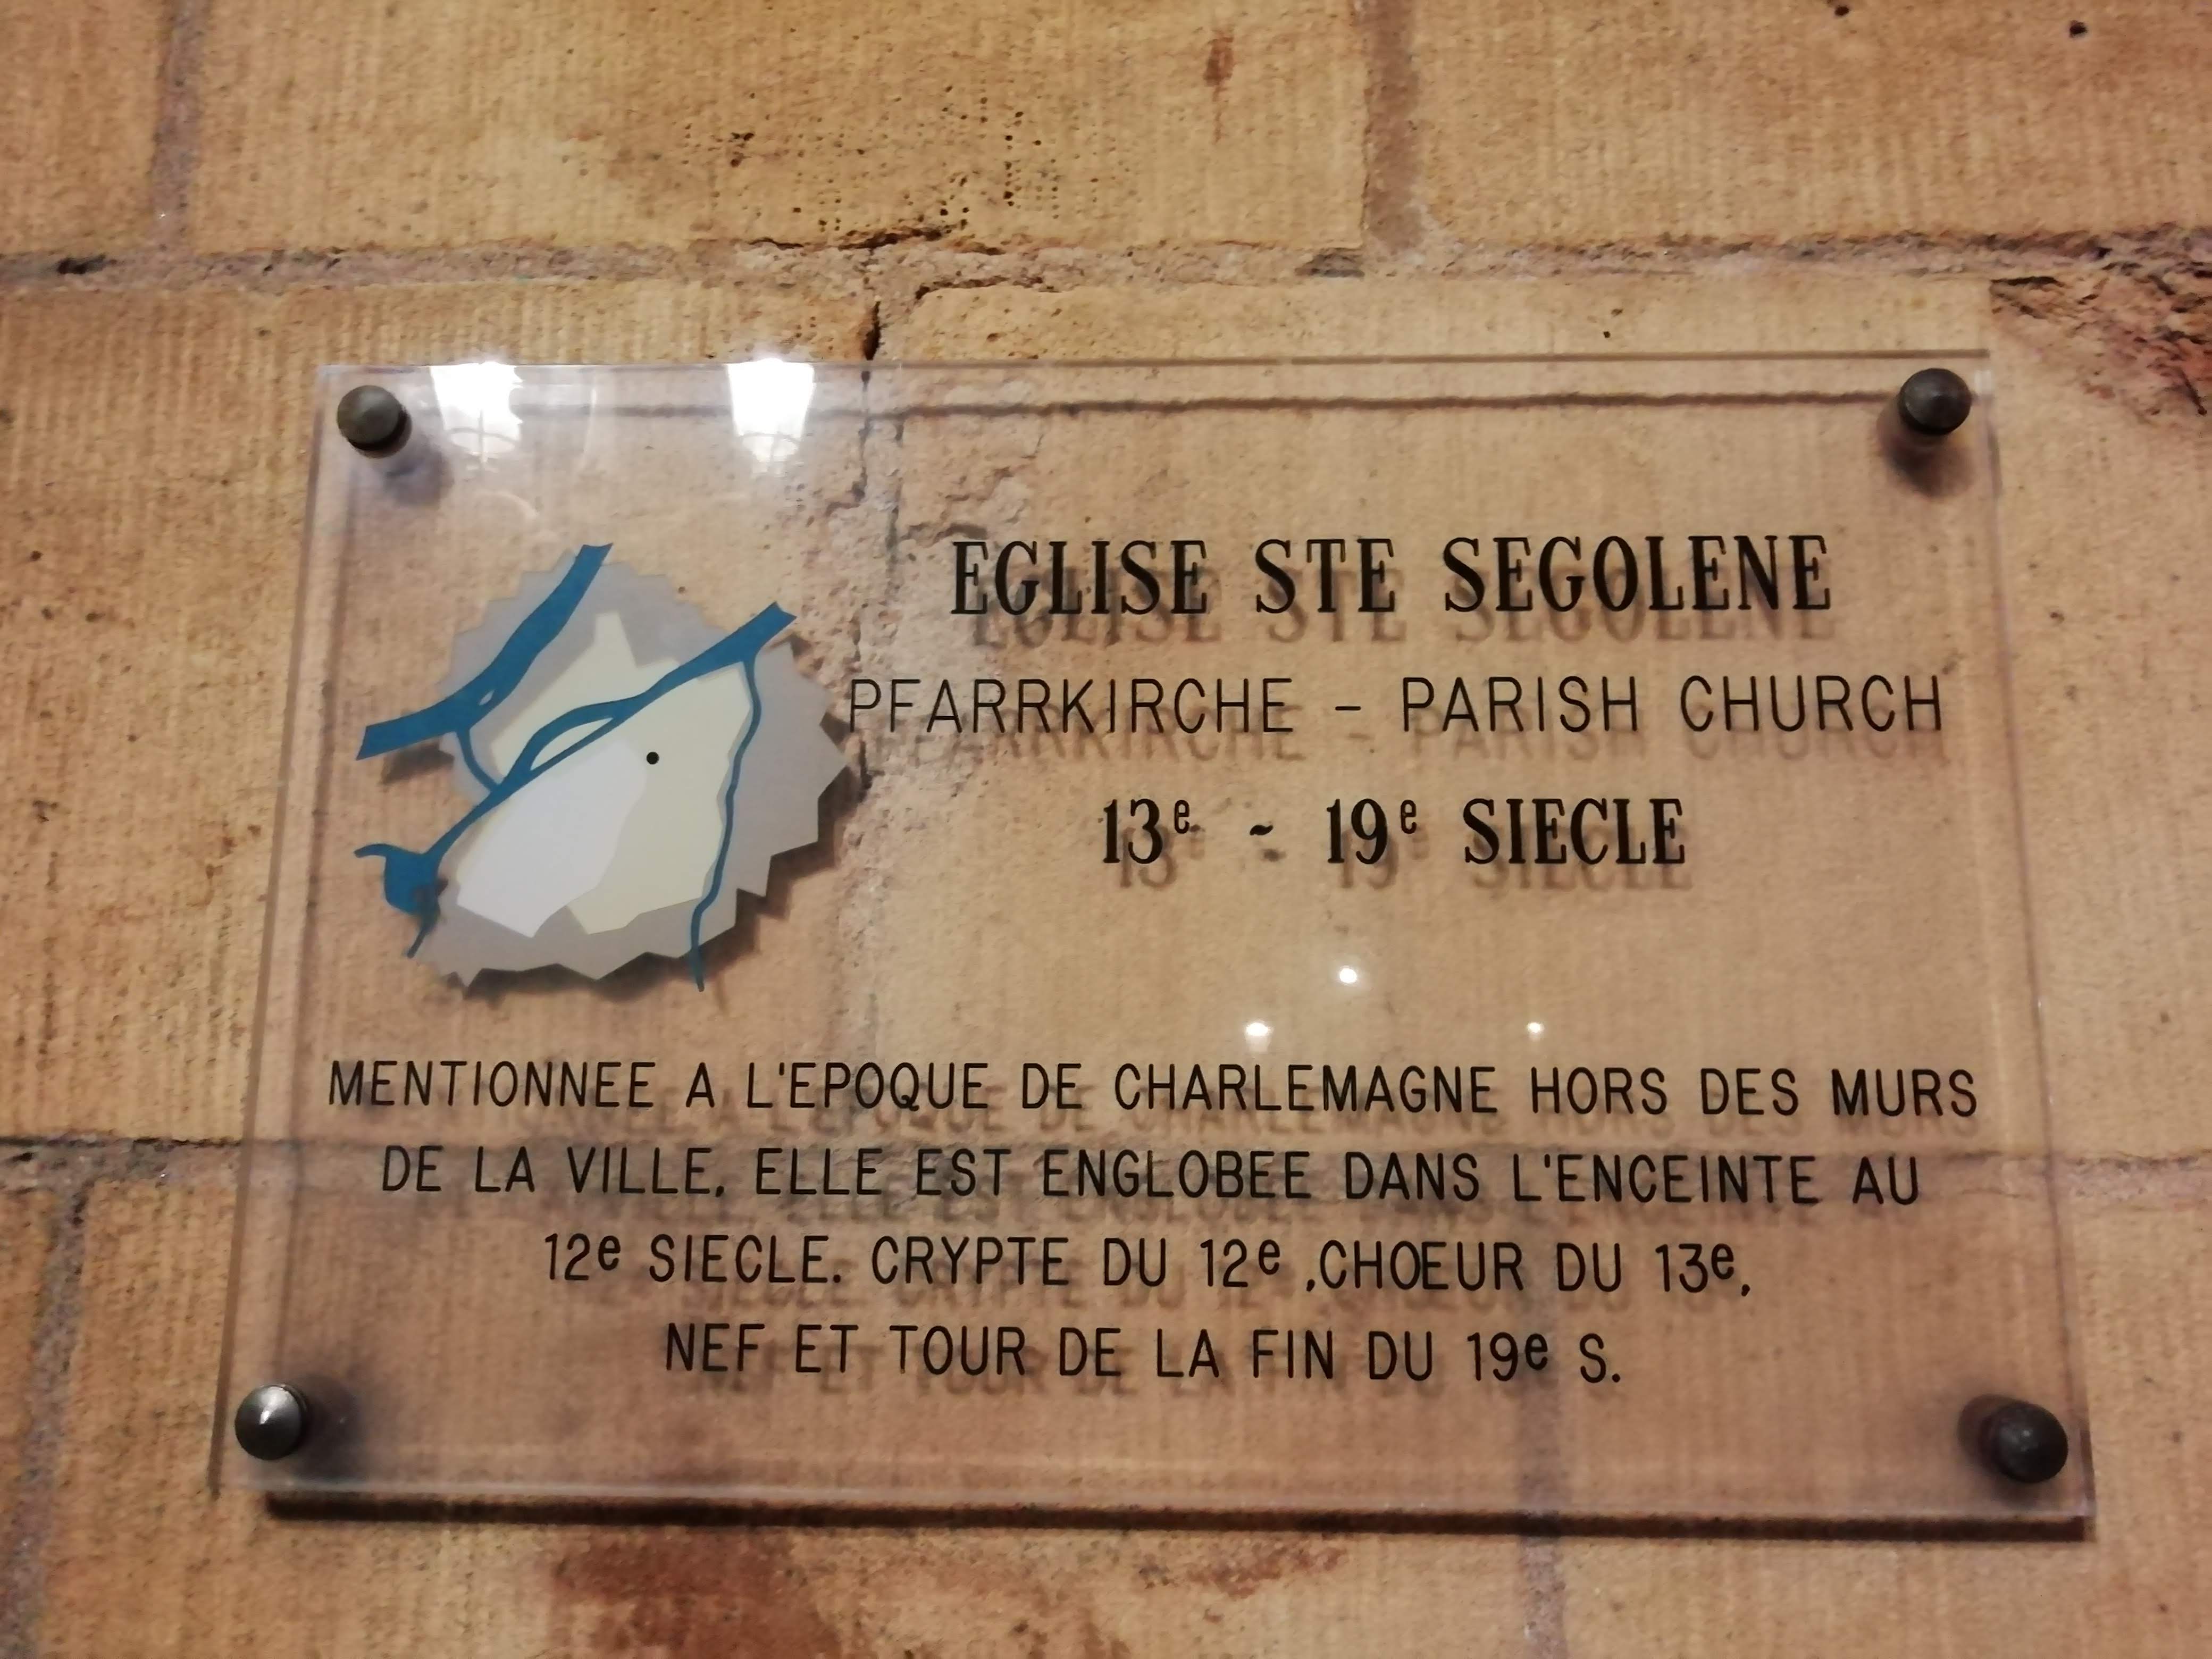 EGLISE STE SEGOLENE
PFARRKIRCHE - PARISH CHURCH
13e - 19e SIECLE
MENTIONNEE A L'EPOQUE DE CHARLEMAGNE HORS DES MURS
DE LA VILLE, ELLE EST ENGLOBEE DANS L'ENCEINTE AU
12e SIECLE. CRYPTE DU 12e ,CHOEUR DU 13e,
NEF ET TOUR DE LA FIN DU 19e S.